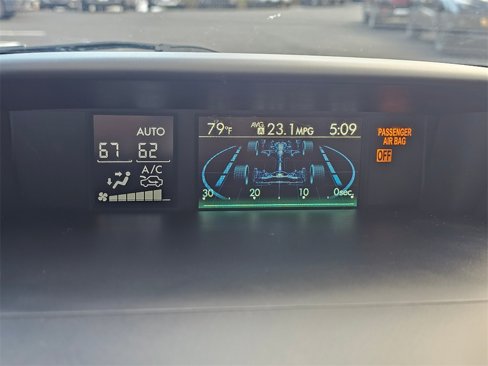 AUTO
67 62
A/C
79°F AVG A 23.1 MPG 5:09
30 20 10 0sec.
PASSENGER
AIR BAG
OFF